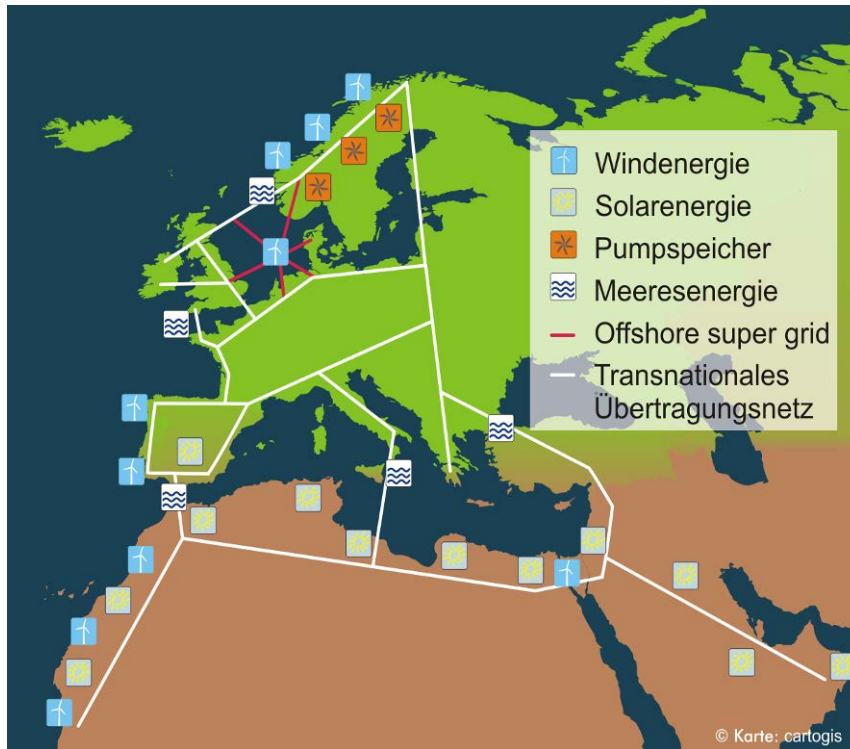 Windenergie
Solarenergie
Pumpspeicher
Meeresenergie
Offshore super grid
Transnationales
Übertragungsnetz
© Karte: cartogis